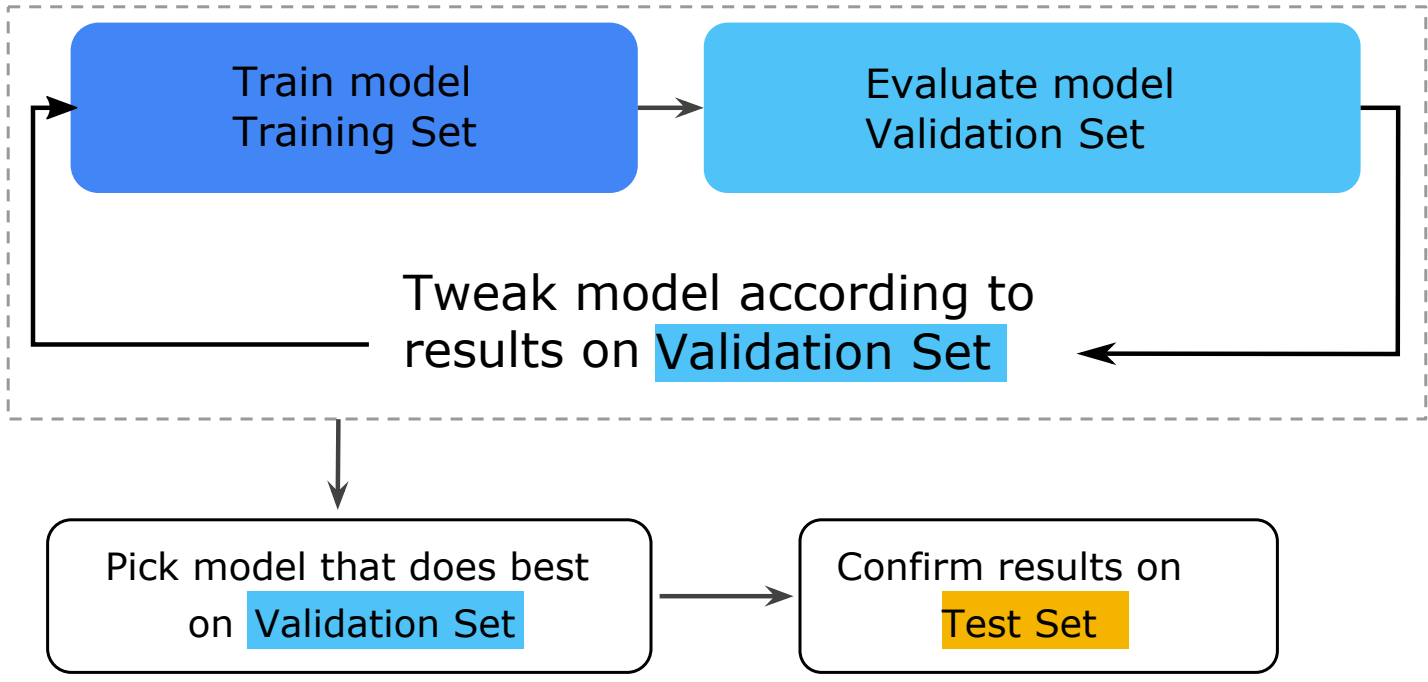 Train model
Training Set
Evaluate model
Validation Set
Tweak model according to
results on Validation Set
Pick model that does best
on Validation Set
Confirm results on
Test Set